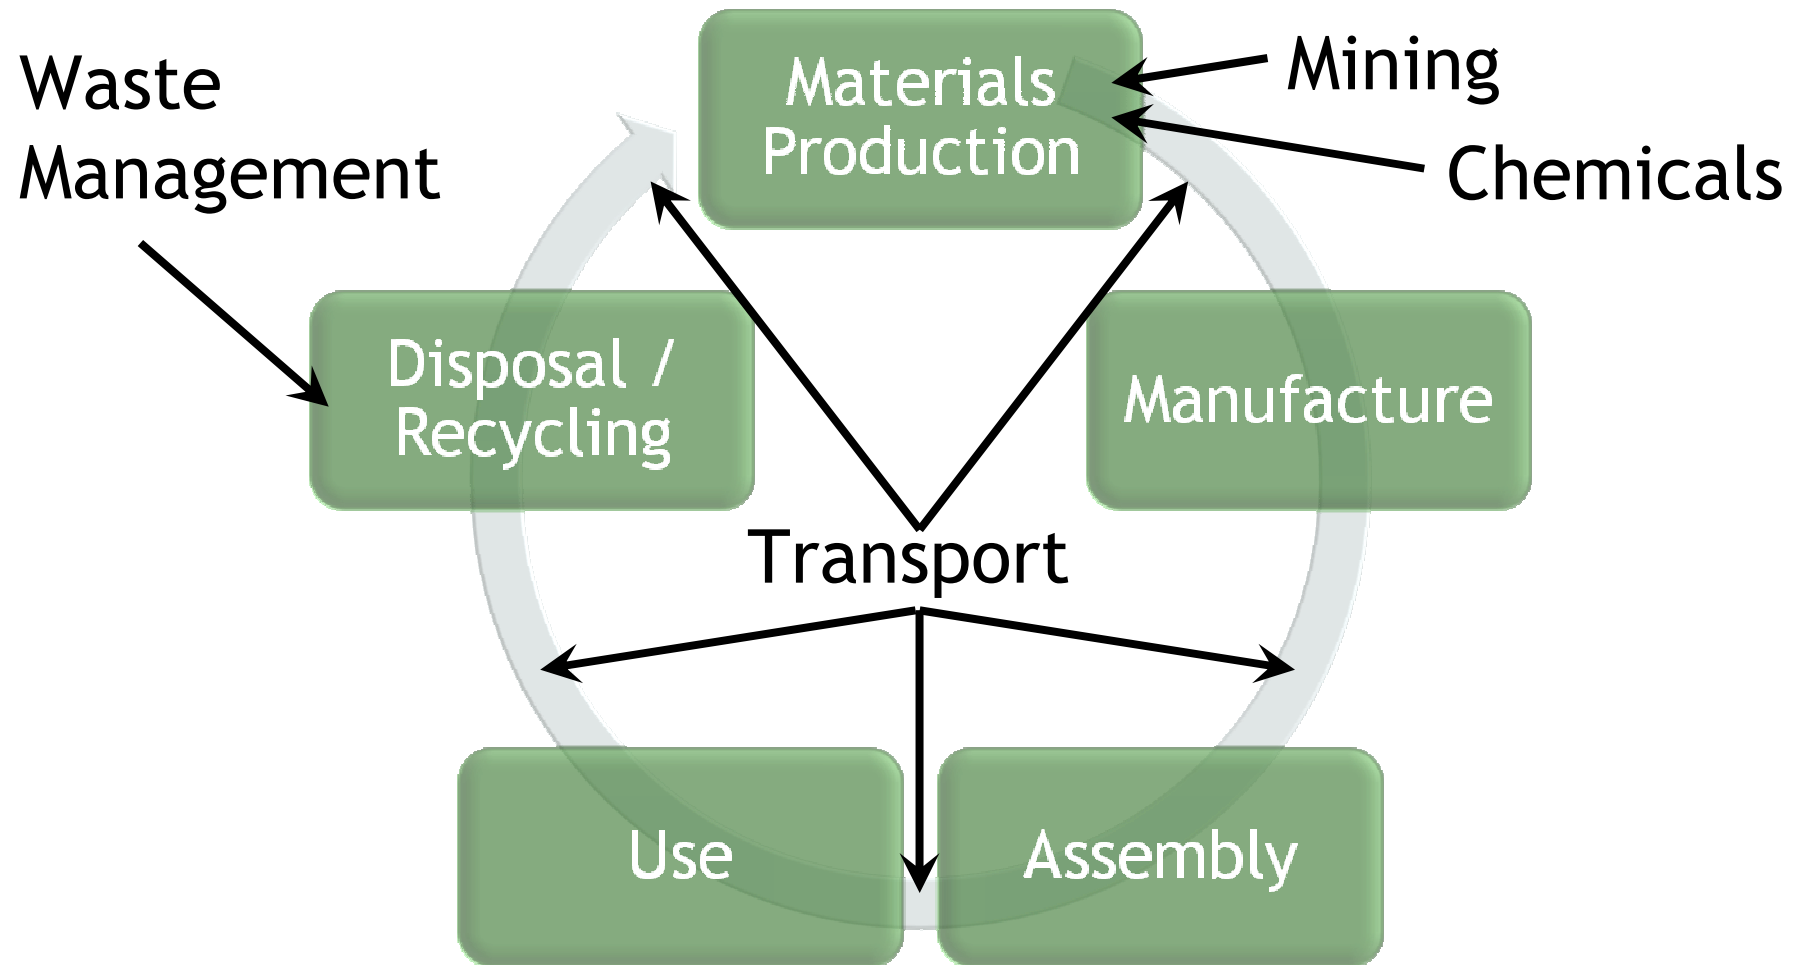 Waste
Management
Materials
Production
Mining
Chemicals
Disposal /
Recycling
Manufacture
Transport
Use
Assembly